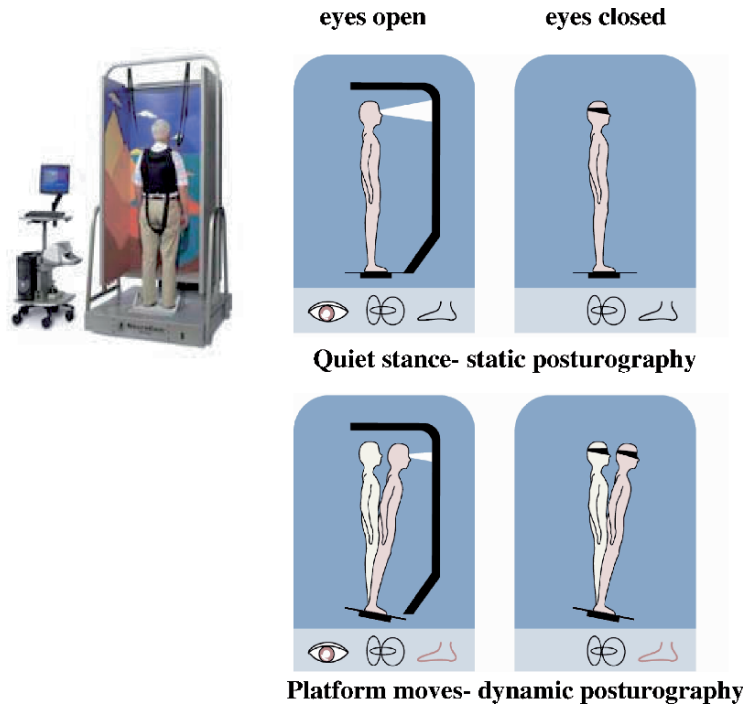 eyes open
eyes closed
Quiet stance- static posturography
Platform moves- dynamic posturography